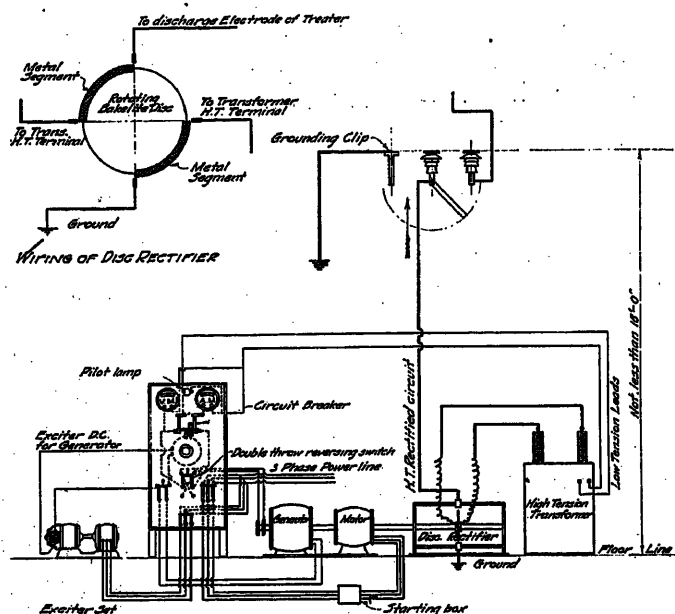 To discharge Electrode of Treater
Metal
Segment
Rotating
Bakelite Disc
To Transformer
H.T. Terminal
To Trans.
H.T. Terminal
Metal
Segment
Ground
WIRING OF DISC RECTIFIER
Grounding Clip
Not less than 18'-0"
Low Tension Leads
H.T. Rectified circuit
Pilot lamp
Circuit Breaker
Exciter D.C.
for Generator
Double throw reversing switch
3 Phase Power line
Generator
Motor
Disc. Rectifier
High Tension
Transformer
Floor Line
Ground
Exciter Set
Starting box